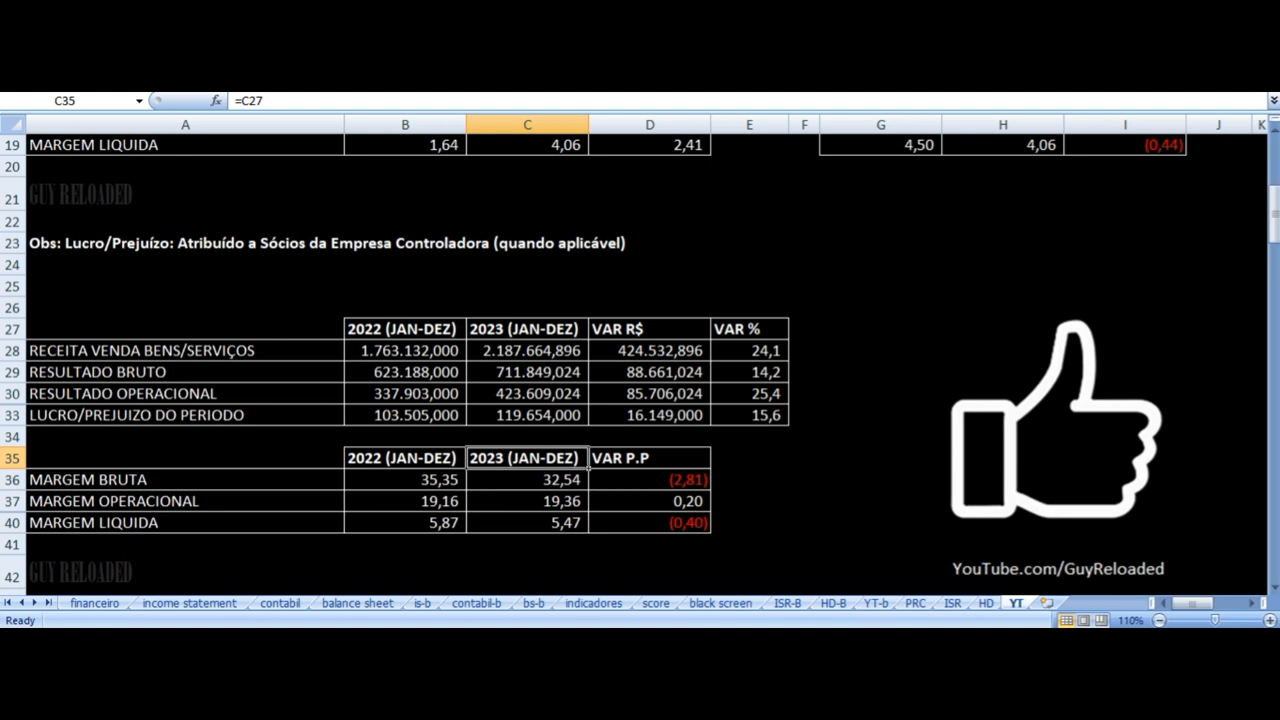 C35 fx =C27
A B C D E F G H I J K
19 MARGEM LIQUIDA 1,64 4,06 2,41 4,50 4,06 (0,44)
20
21 GUY RELOADED
22
23 Obs: Lucro/Prejuízo: Atribuído a Sócios da Empresa Controladora (quando aplicável)
24
25
26
27 2022 (JAN-DEZ) 2023 (JAN-DEZ) VAR R$ VAR %
28 RECEITA VENDA BENS/SERVIÇOS 1.763.132,000 2.187.664,896 424.532,896 24,1
29 RESULTADO BRUTO 623.188,000 711.849,024 88.661,024 14,2
30 RESULTADO OPERACIONAL 337.903,000 423.609,024 85.706,024 25,4
33 LUCRO/PREJUIZO DO PERIODO 103.505,000 119.654,000 16.149,000 15,6
34
35 2022 (JAN-DEZ) 2023 (JAN-DEZ) VAR P.P
36 MARGEM BRUTA 35,35 32,54 (2,81)
37 MARGEM OPERACIONAL 19,16 19,36 0,20
40 MARGEM LIQUIDA 5,87 5,47 (0,40)
41
42 GUY RELOADED
YouTube.com/GuyReloaded
financeiro income statement contabil balance sheet is-b contabil-b bs-b indicadores score black screen ISR-B HD-B YT-b PRC ISR HD YT
Ready 110%